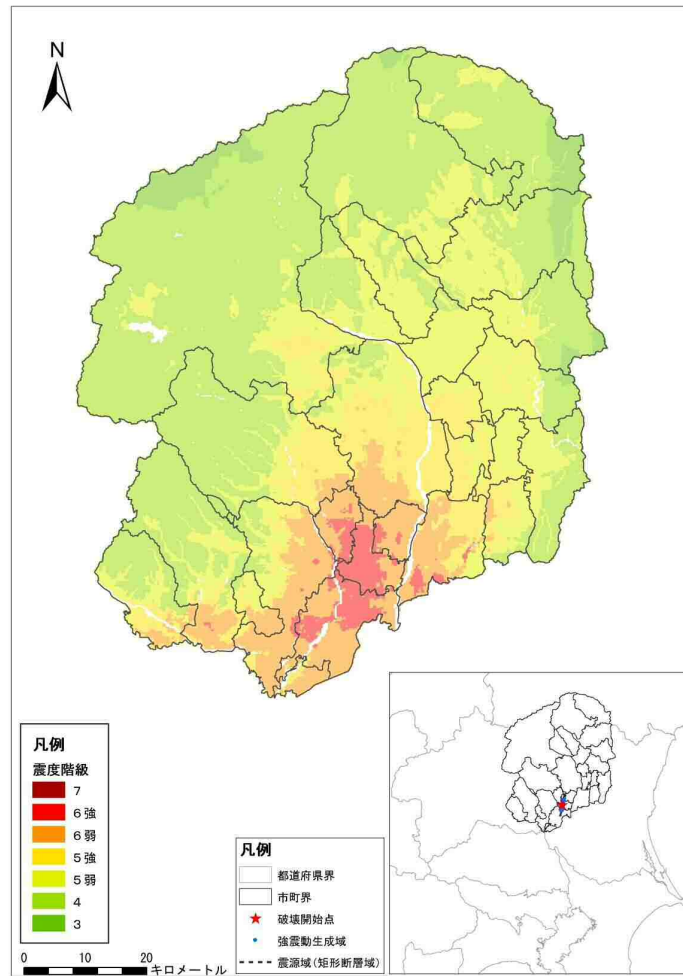 N
凡例
震度階級
7
6強
6弱
5強
5弱
4
3
0 10 20
キロメートル
凡例
都道府県界
市町界
破壊開始点
強震動生成域
震源域(矩形断層域)